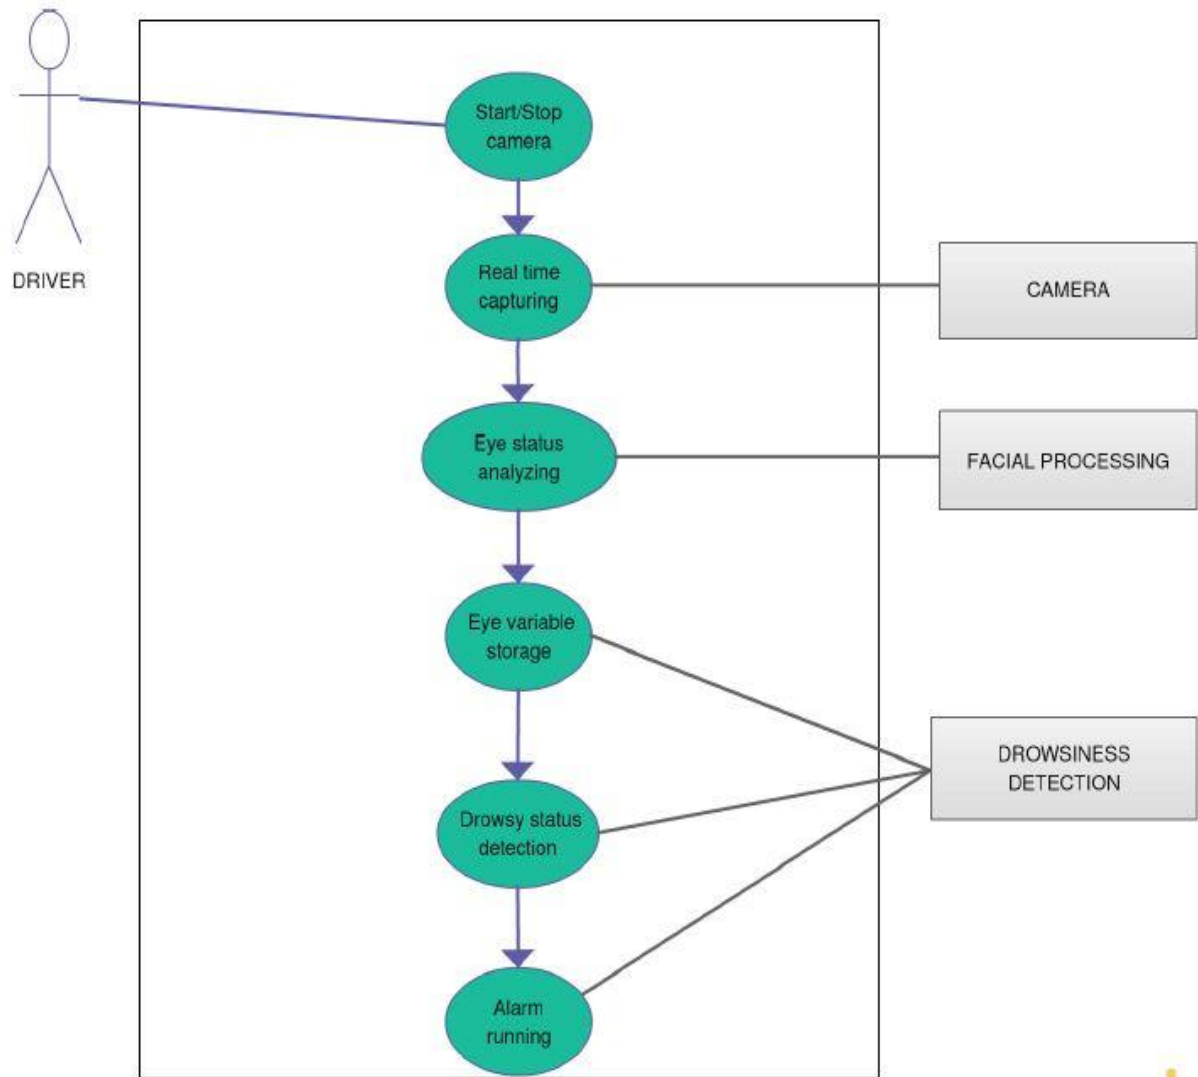 Start/Stop
camera
DRIVER
Real time
capturing
CAMERA
Eye status
analyzing
FACIAL PROCESSING
Eye variable
storage
DROWSINESS
DETECTION
Drowsy status
detection
Alarm
running